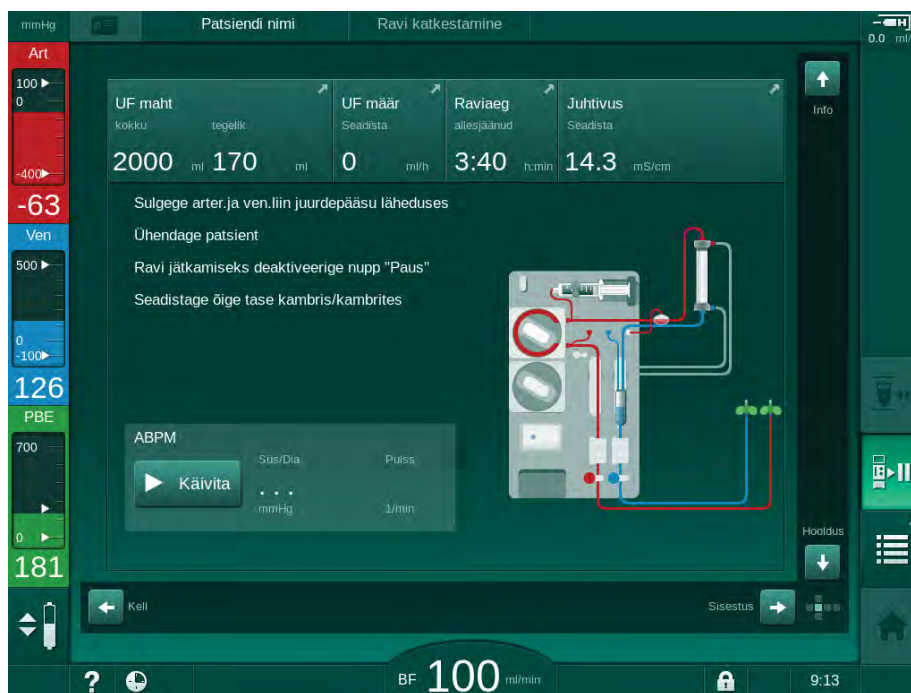 mmHg Patsiendi nimi Ravi katkestamine
0.0 ml/
Art
100
0
-400
-63
Ven
500
0
-100
126
PBE
700
0
181
UF maht UF määr Raviaeg Juhtivus
kokku tegelik Seadista allesjäänud Seadista
2000 ml 170 ml 0 ml/h 3:40 h:min 14.3 mS/cm
Sulgege arter.ja ven.liin juurdepääsu läheduses
Ühendage patsient
Ravi jätkamiseks deaktiveerige nupp "Paus"
Seadistage õige tase kambris/kambrites
ABPM
Süs/Dia Pulss
Käivita . . .
mmHg 1/min
Info
Hooldus
Kell Sisestus
? BF 100 ml/min 9:13